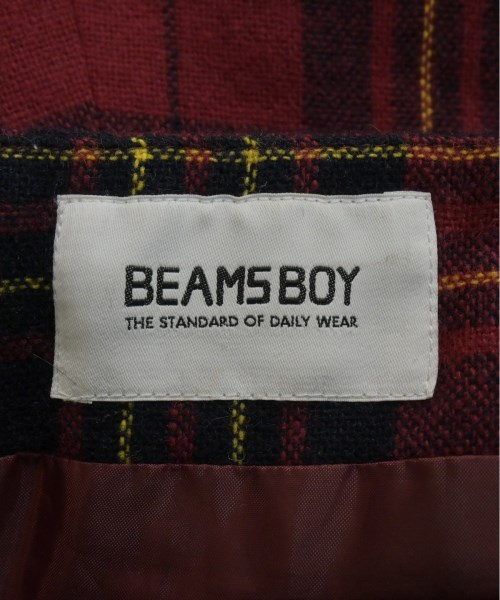 BEAMS BOY
THE STANDARD OF DAILY WEAR